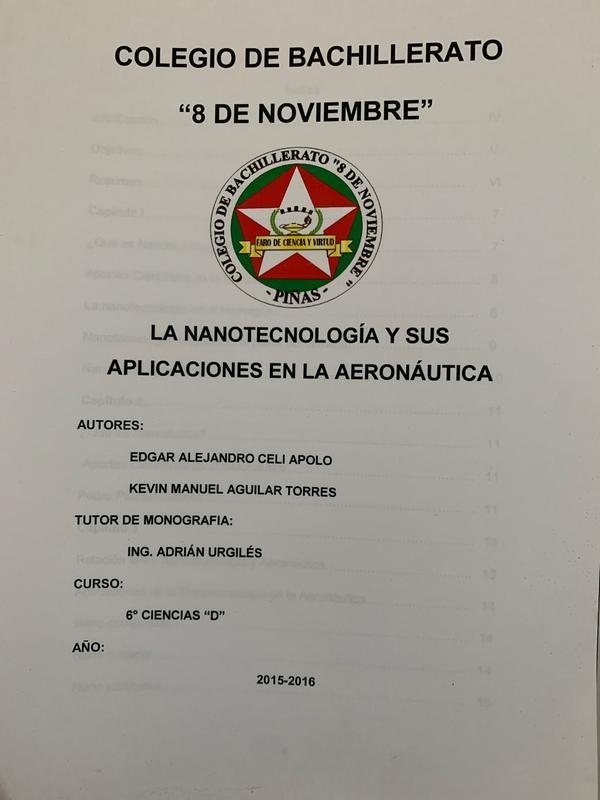 COLEGIO DE BACHILLERATO
“8 DE NOVIEMBRE”
COLEGIO DE BACHILLERATO "8 DE NOVIEMBRE"
FARO DE CIENCIA Y VIRTUD
- PIÑAS -
LA NANOTECNOLOGÍA Y SUS
APLICACIONES EN LA AERONÁUTICA
AUTORES:
EDGAR ALEJANDRO CELI APOLO
KEVIN MANUEL AGUILAR TORRES
TUTOR DE MONOGRAFIA:
ING. ADRIÁN URGILÉS
CURSO:
6° CIENCIAS “D”
AÑO:
2015-2016